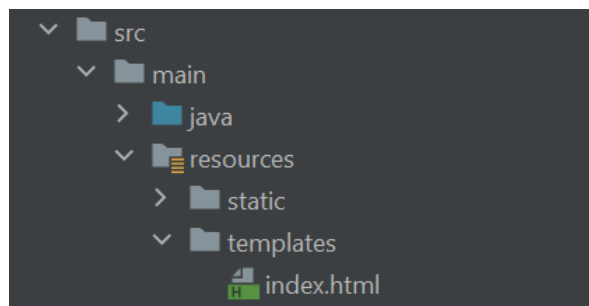 src
main
java
resources
static
templates
index.html